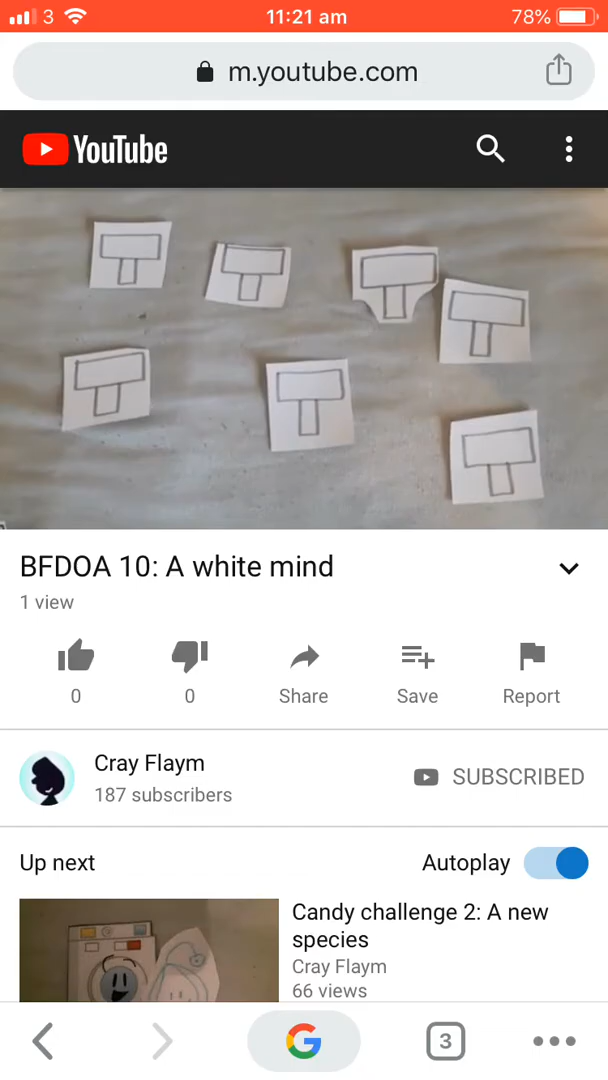 3 11:21 am 78%
m.youtube.com
YouTube
BFDOA 10: A white mind
1 view
0 0 Share Save Report
Cray Flaym
187 subscribers
SUBSCRIBED
Up next Autoplay
Candy challenge 2: A new
species
Cray Flaym
66 views
G 3